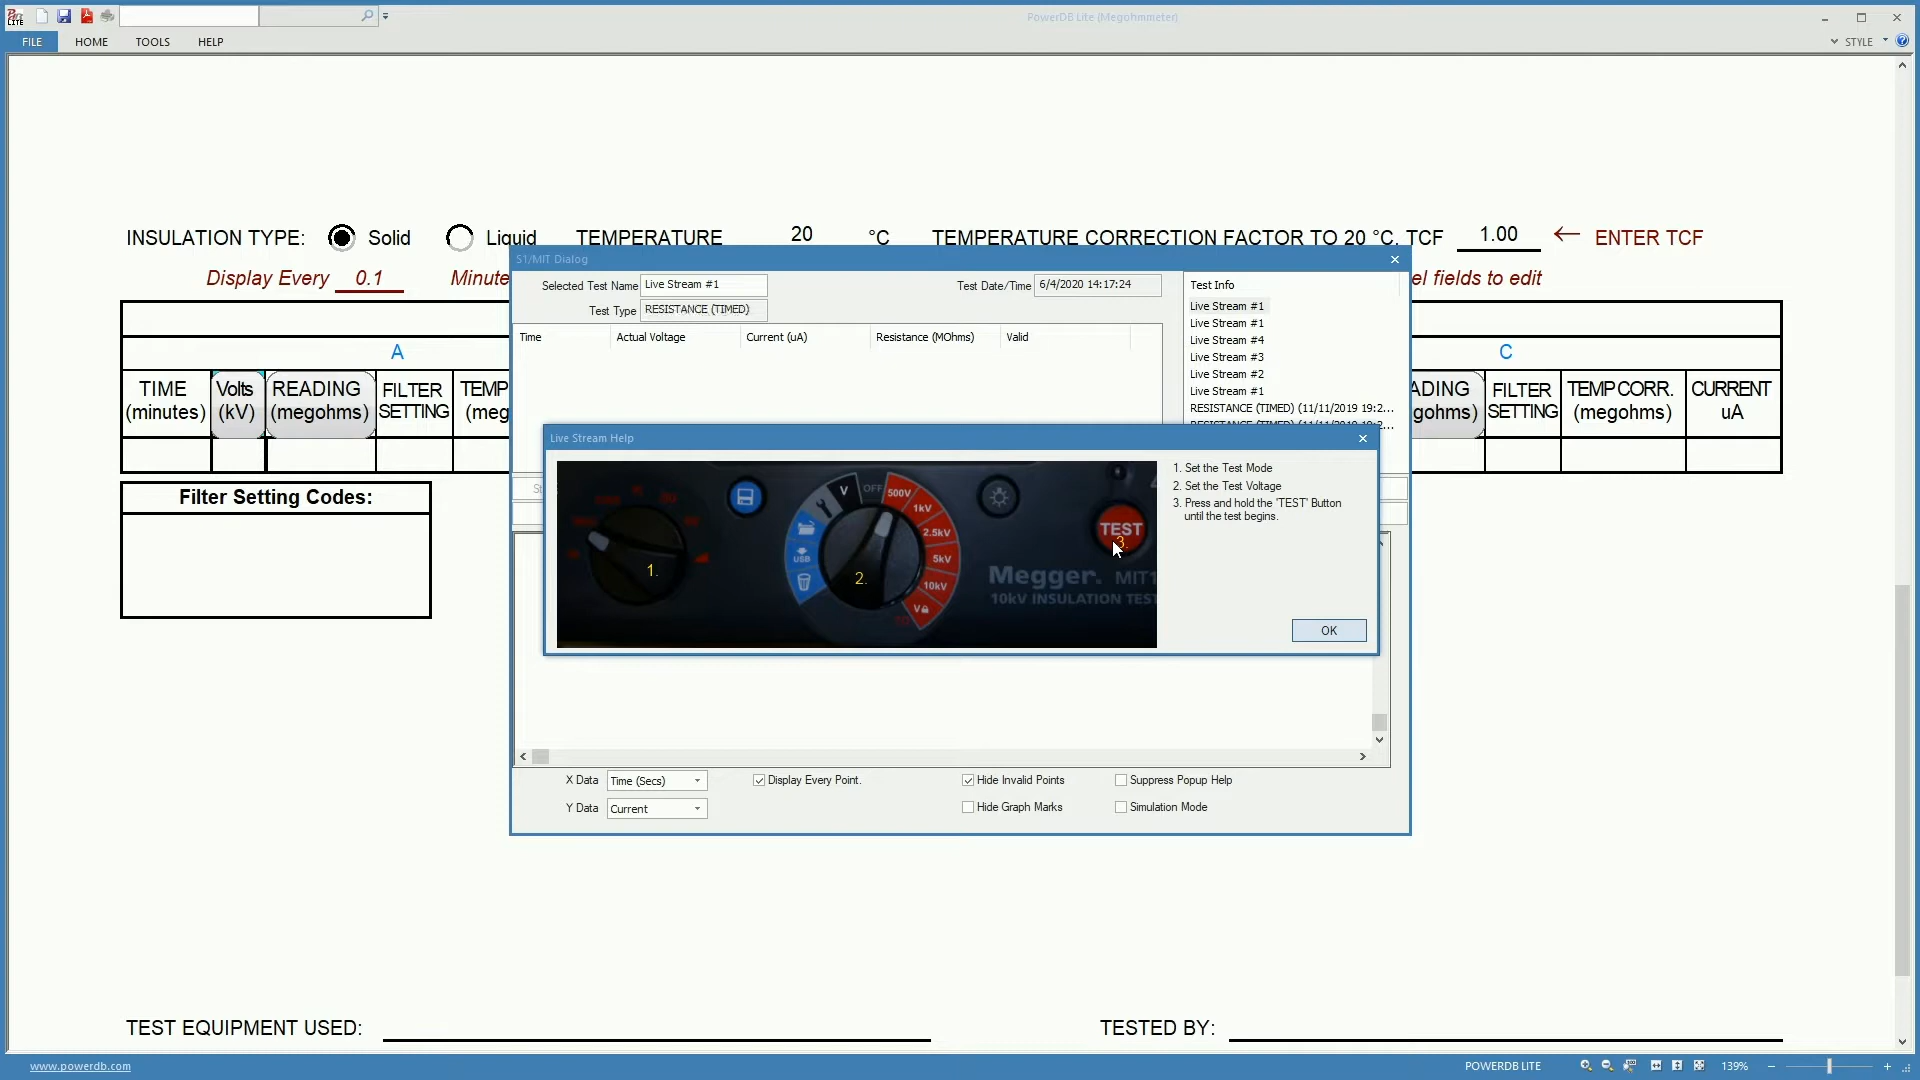 PowerDB Lite (Megohmmeter)
FILE HOME TOOLS HELP
STYLE
INSULATION TYPE: Solid Liquid TEMPERATURE 20 °C TEMPERATURE CORRECTION FACTOR TO 20 °C, TCF 1.00 ← ENTER TCF
Display Every 0.1 Minute
el fields to edit
A
C
TIME (minutes)
Volts (kV)
READING (megohms)
FILTER SETTING
TEMP (meg
ADING gohms)
FILTER SETTING
TEMP CORR. (megohms)
CURRENT uA
Filter Setting Codes:
S1/MIT Dialog
Selected Test Name Live Stream #1
Test Date/Time 6/4/2020 14:17:24
Test Type RESISTANCE (TIMED)
Time Actual Voltage Current (uA) Resistance (MOhms) Valid
Test Info
Live Stream #1
Live Stream #1
Live Stream #4
Live Stream #3
Live Stream #2
Live Stream #1
RESISTANCE (TIMED) (11/11/2019 19:2...
St
Live Stream Help
V OFF 500V
1kV
2.5kV
5kV
10kV
V
USB
TEST
1.
2.
3.
Megger. MIT1
10kV INSULATION TEST
1. Set the Test Mode
2. Set the Test Voltage
3. Press and hold the 'TEST' Button
until the test begins.
OK
X Data Time (Secs)
Display Every Point.
Hide Invalid Points
Suppress Popup Help
Y Data Current
Hide Graph Marks
Simulation Mode
TEST EQUIPMENT USED:
TESTED BY:
www.powerdb.com
POWERDB LITE
139%